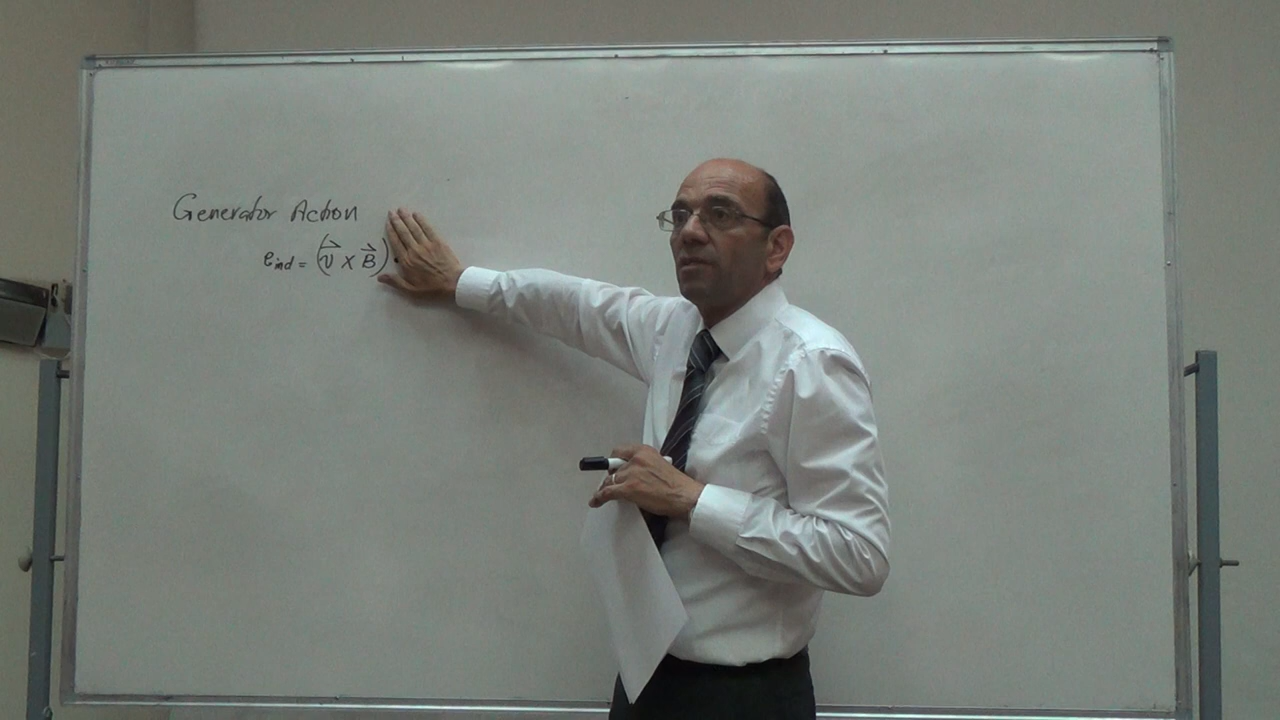 Generator Action
e_ind = (v⃗ × B⃗) ·